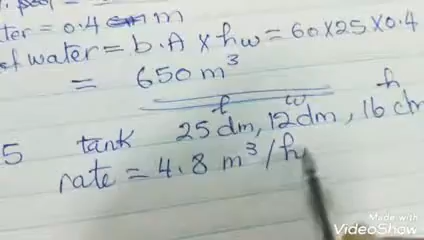 ter = 0.4 m
of water = b.A x hw = 60 x 25 x 0.4
= 650 m³
l w h
5 tank 25 dm, 12 dm, 16 dm
rate = 4.8 m³/h
Made with
VideoShow